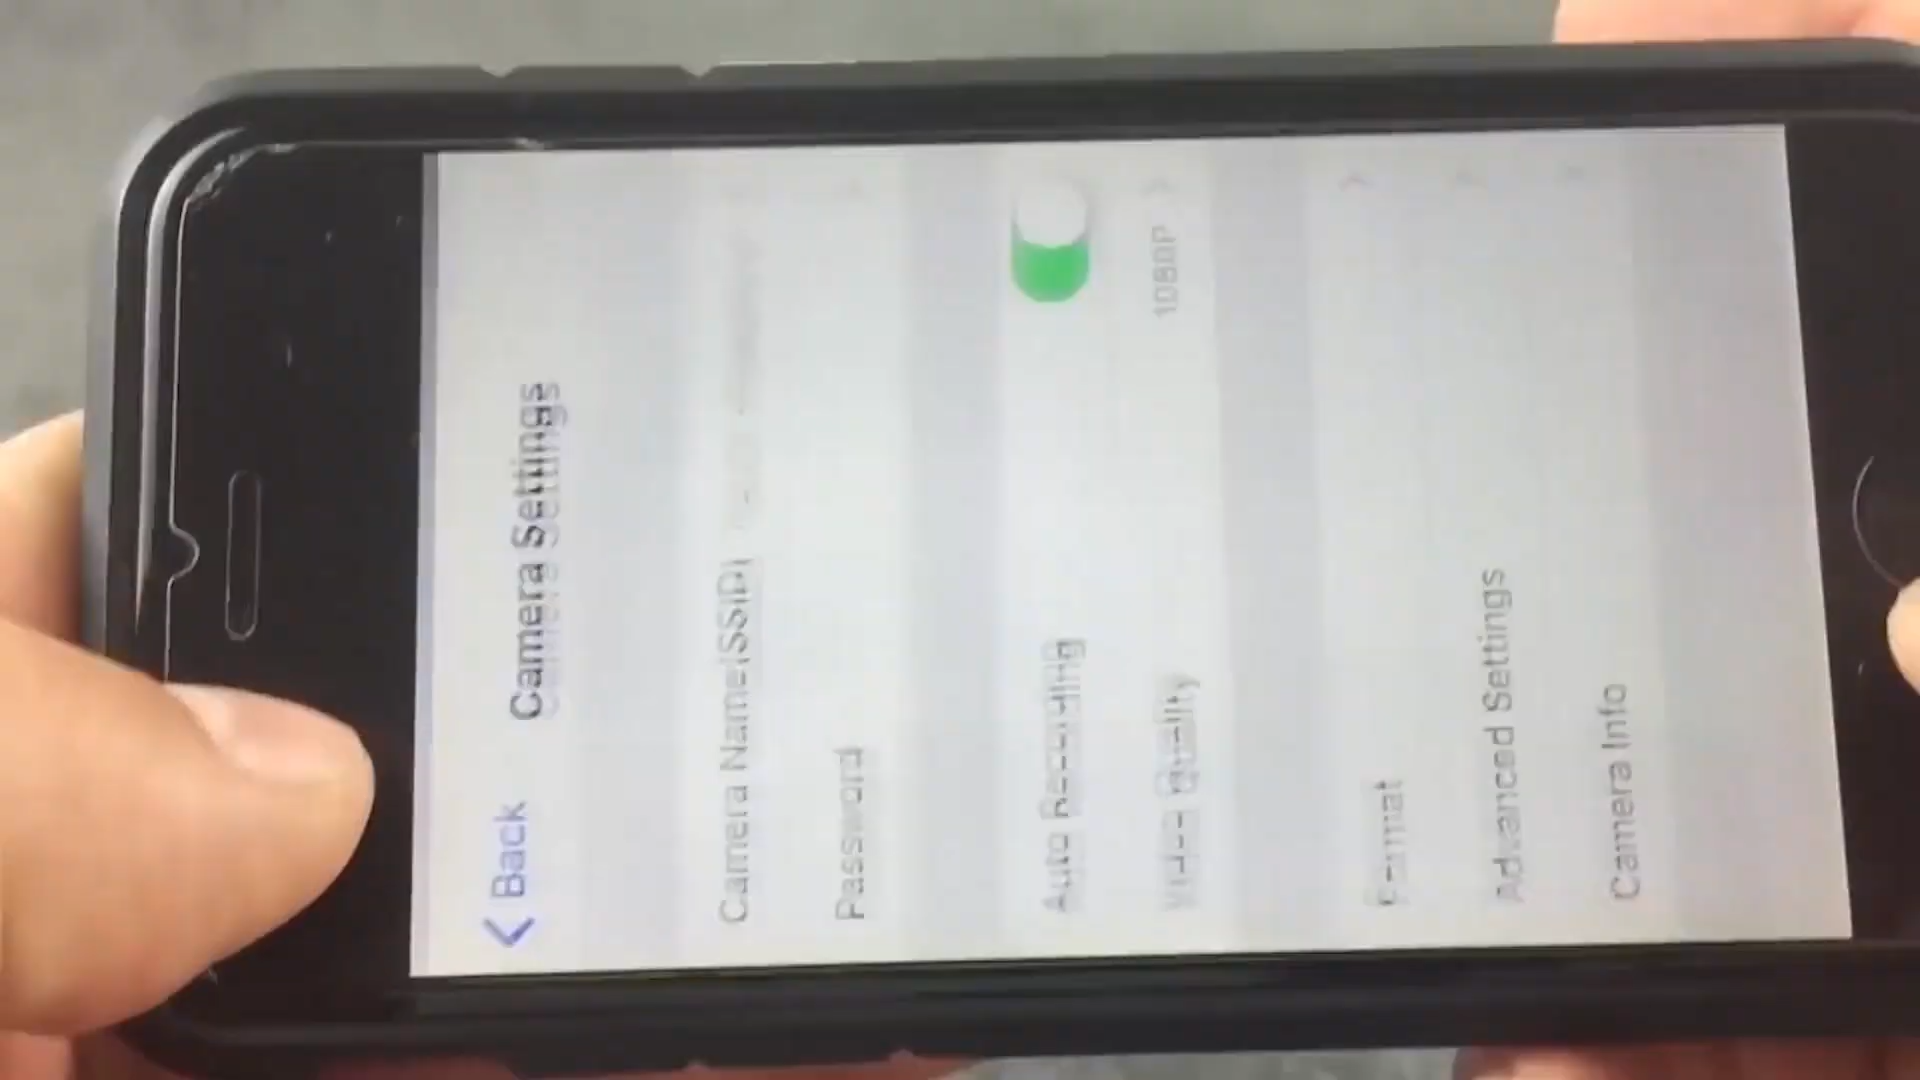 Back Camera Settings
Camera Name(SSID)
Password
Auto Recording
Video Quality 1080P
Format
Advanced Settings
Camera Info